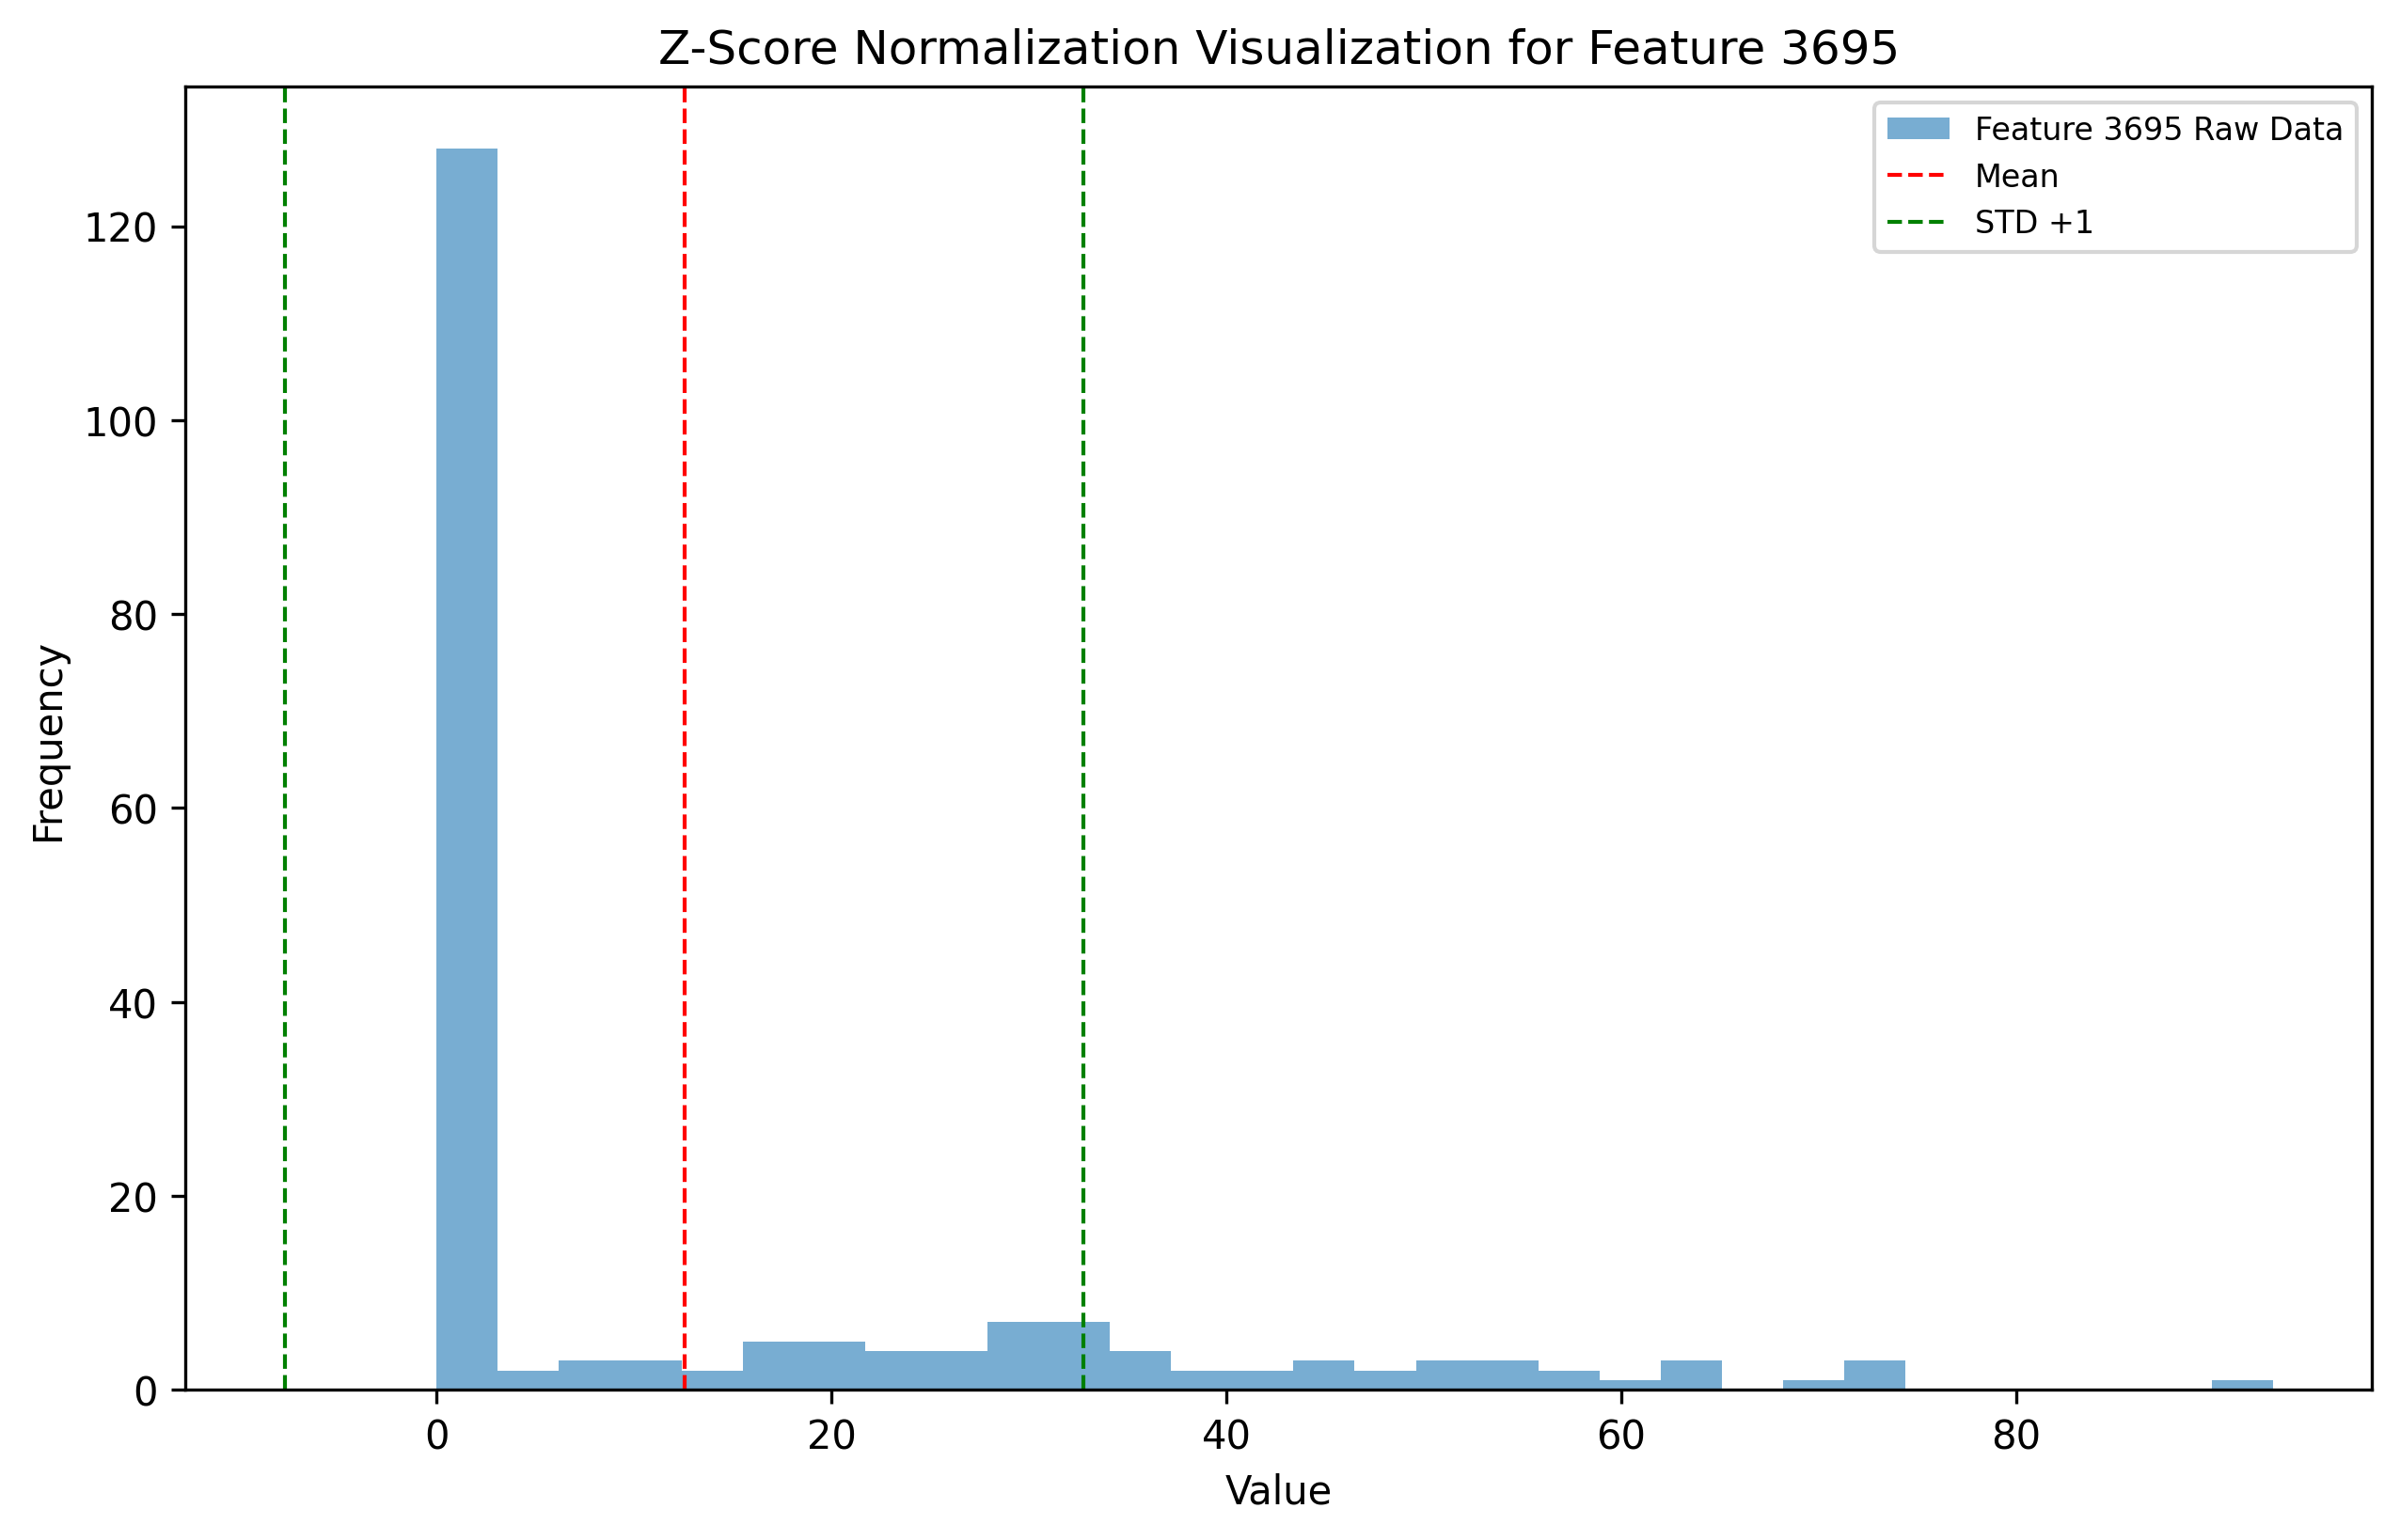 Z-Score Normalization Visualization for Feature 3695
Feature 3695 Raw Data
Mean
STD +1
120
100
80
60
40
20
0
Frequency
0 20 40 60 80
Value